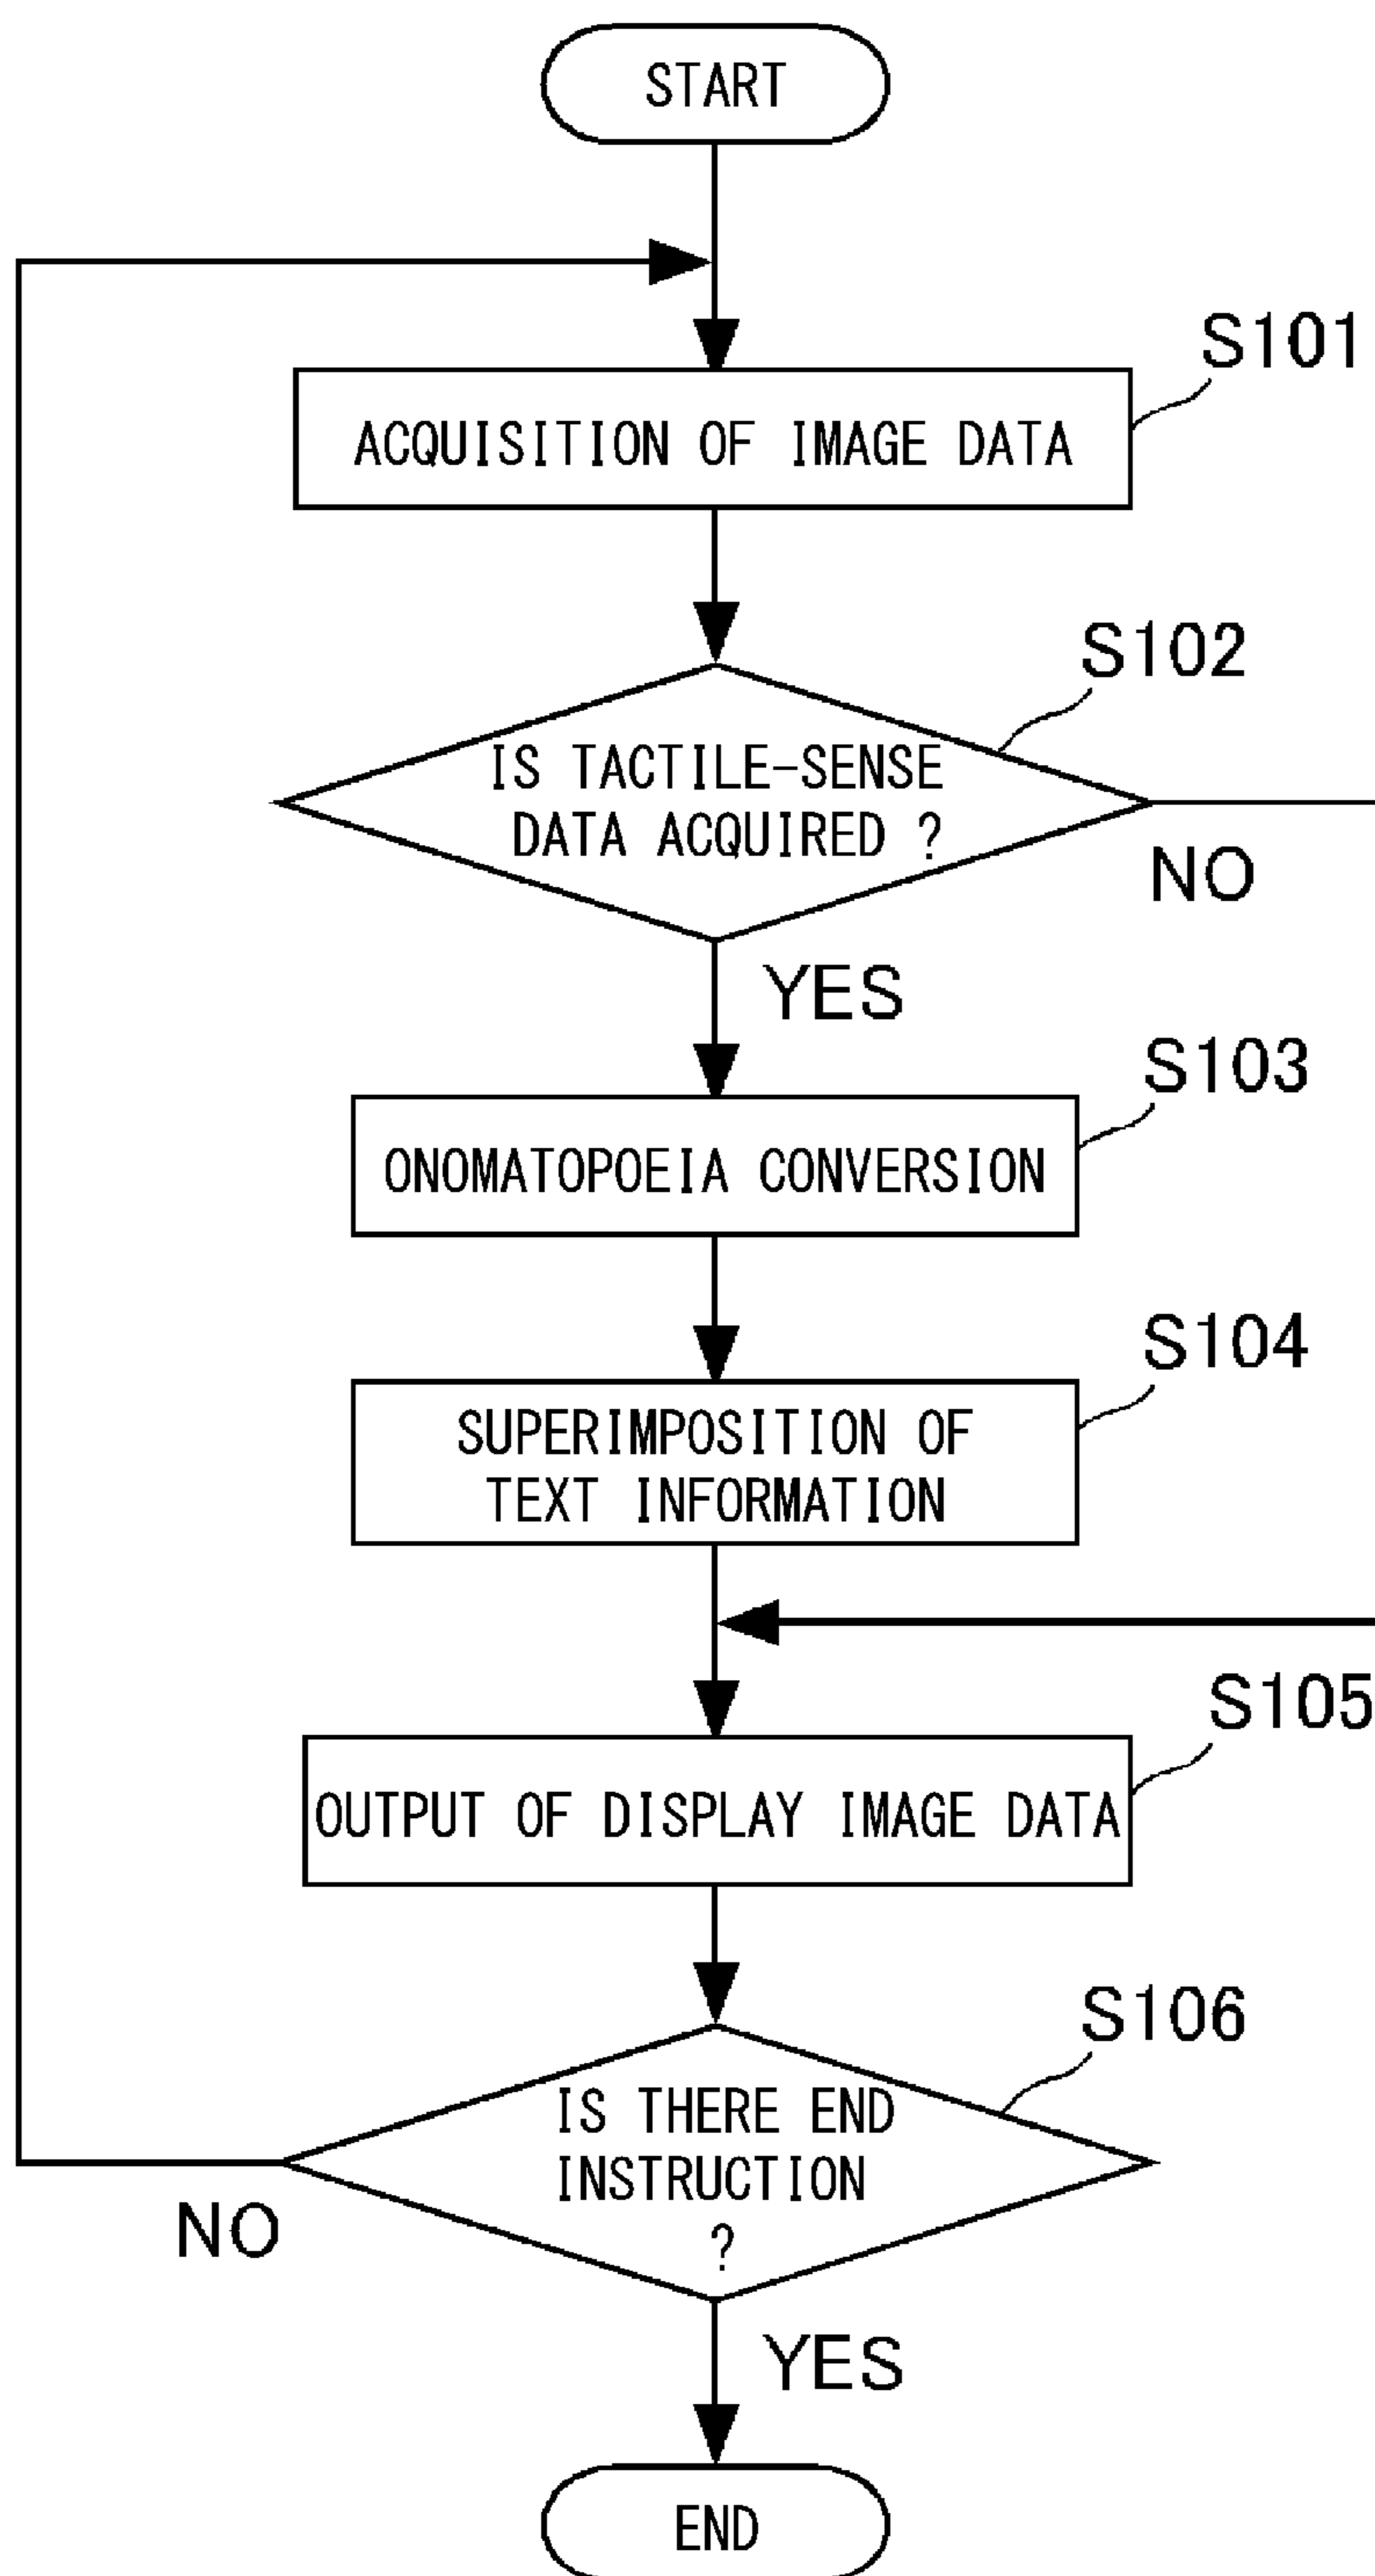 START
S101
ACQUISITION OF IMAGE DATA
S102
IS TACTILE-SENSE
DATA ACQUIRED ?
NO
YES
S103
ONOMATOPOEIA CONVERSION
S104
SUPERIMPOSITION OF
TEXT INFORMATION
S105
OUTPUT OF DISPLAY IMAGE DATA
S106
IS THERE END
INSTRUCTION
?
NO
YES
END